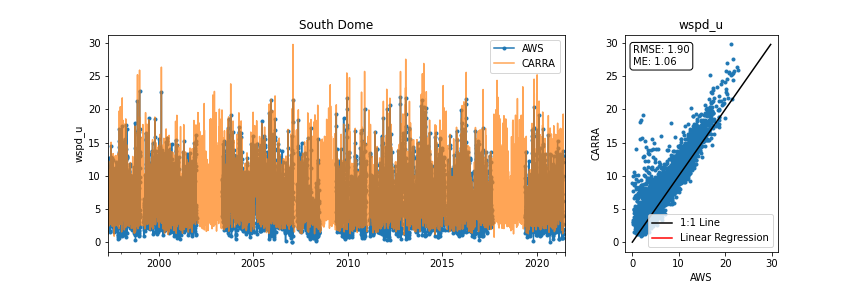 South Dome
wspd_u
30
25
20
15
10
5
0
AWS
CARRA
2000
2005
2010
2015
2020
wspd_u
RMSE: 1.90
ME: 1.06
CARRA
30
25
20
15
10
5
0
1:1 Line
Linear Regression
0
10
20
30
AWS